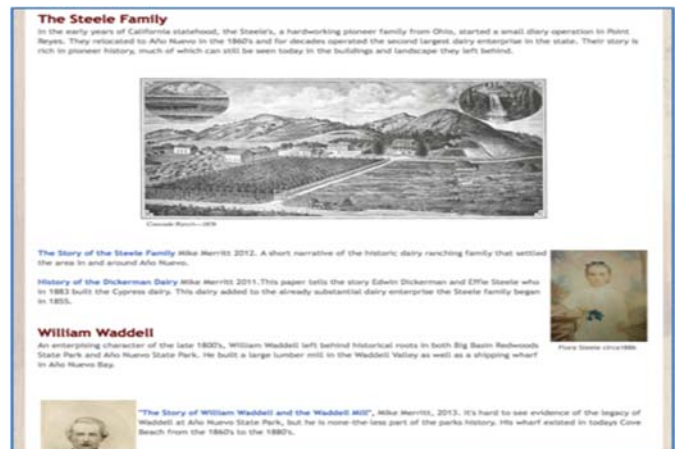 The Steele Family
In the early years of California statehood, the Steele's, a hardworking pioneer family from Ohio, started a small diary operation in Point
Reyes. They relocated to Año Nuevo in the 1860's and for decades operated the second largest dairy enterprise in the state. Their story is
rich in pioneer history, much of which can still be seen today in the buildings and landscape they left behind.
Cascade Ranch—
The Story of the Steele Family Mike Merritt 2012. A short narrative of the historic dairy ranching family that settled
the area in and around Año Nuevo.
History of the Dickerman Dairy Mike Merritt 2011.This paper tells the story Edwin Dickerman and Effie Steele who
in 1883 built the Cypress dairy. This dairy added to the already substantial dairy enterprise the Steele family began
in 1855.
Flora Steele circa1886
William Waddell
An enterprising character of the late 1800's, William Waddell left behind historical roots in both Big Basin Redwoods
State Park and Año Nuevo State Park. He built a large lumber mill in the Waddell Valley as well as a shipping wharf
in Año Nuevo Bay.
"The Story of William Waddell and the Waddell Mill", Mike Merritt, 2013. It's hard to see evidence of the legacy of
Waddell at Año Nuevo State Park, but he is none-the-less part of the parks history. His wharf existed in todays Cove
Beach from the 1860's to the 1880's.